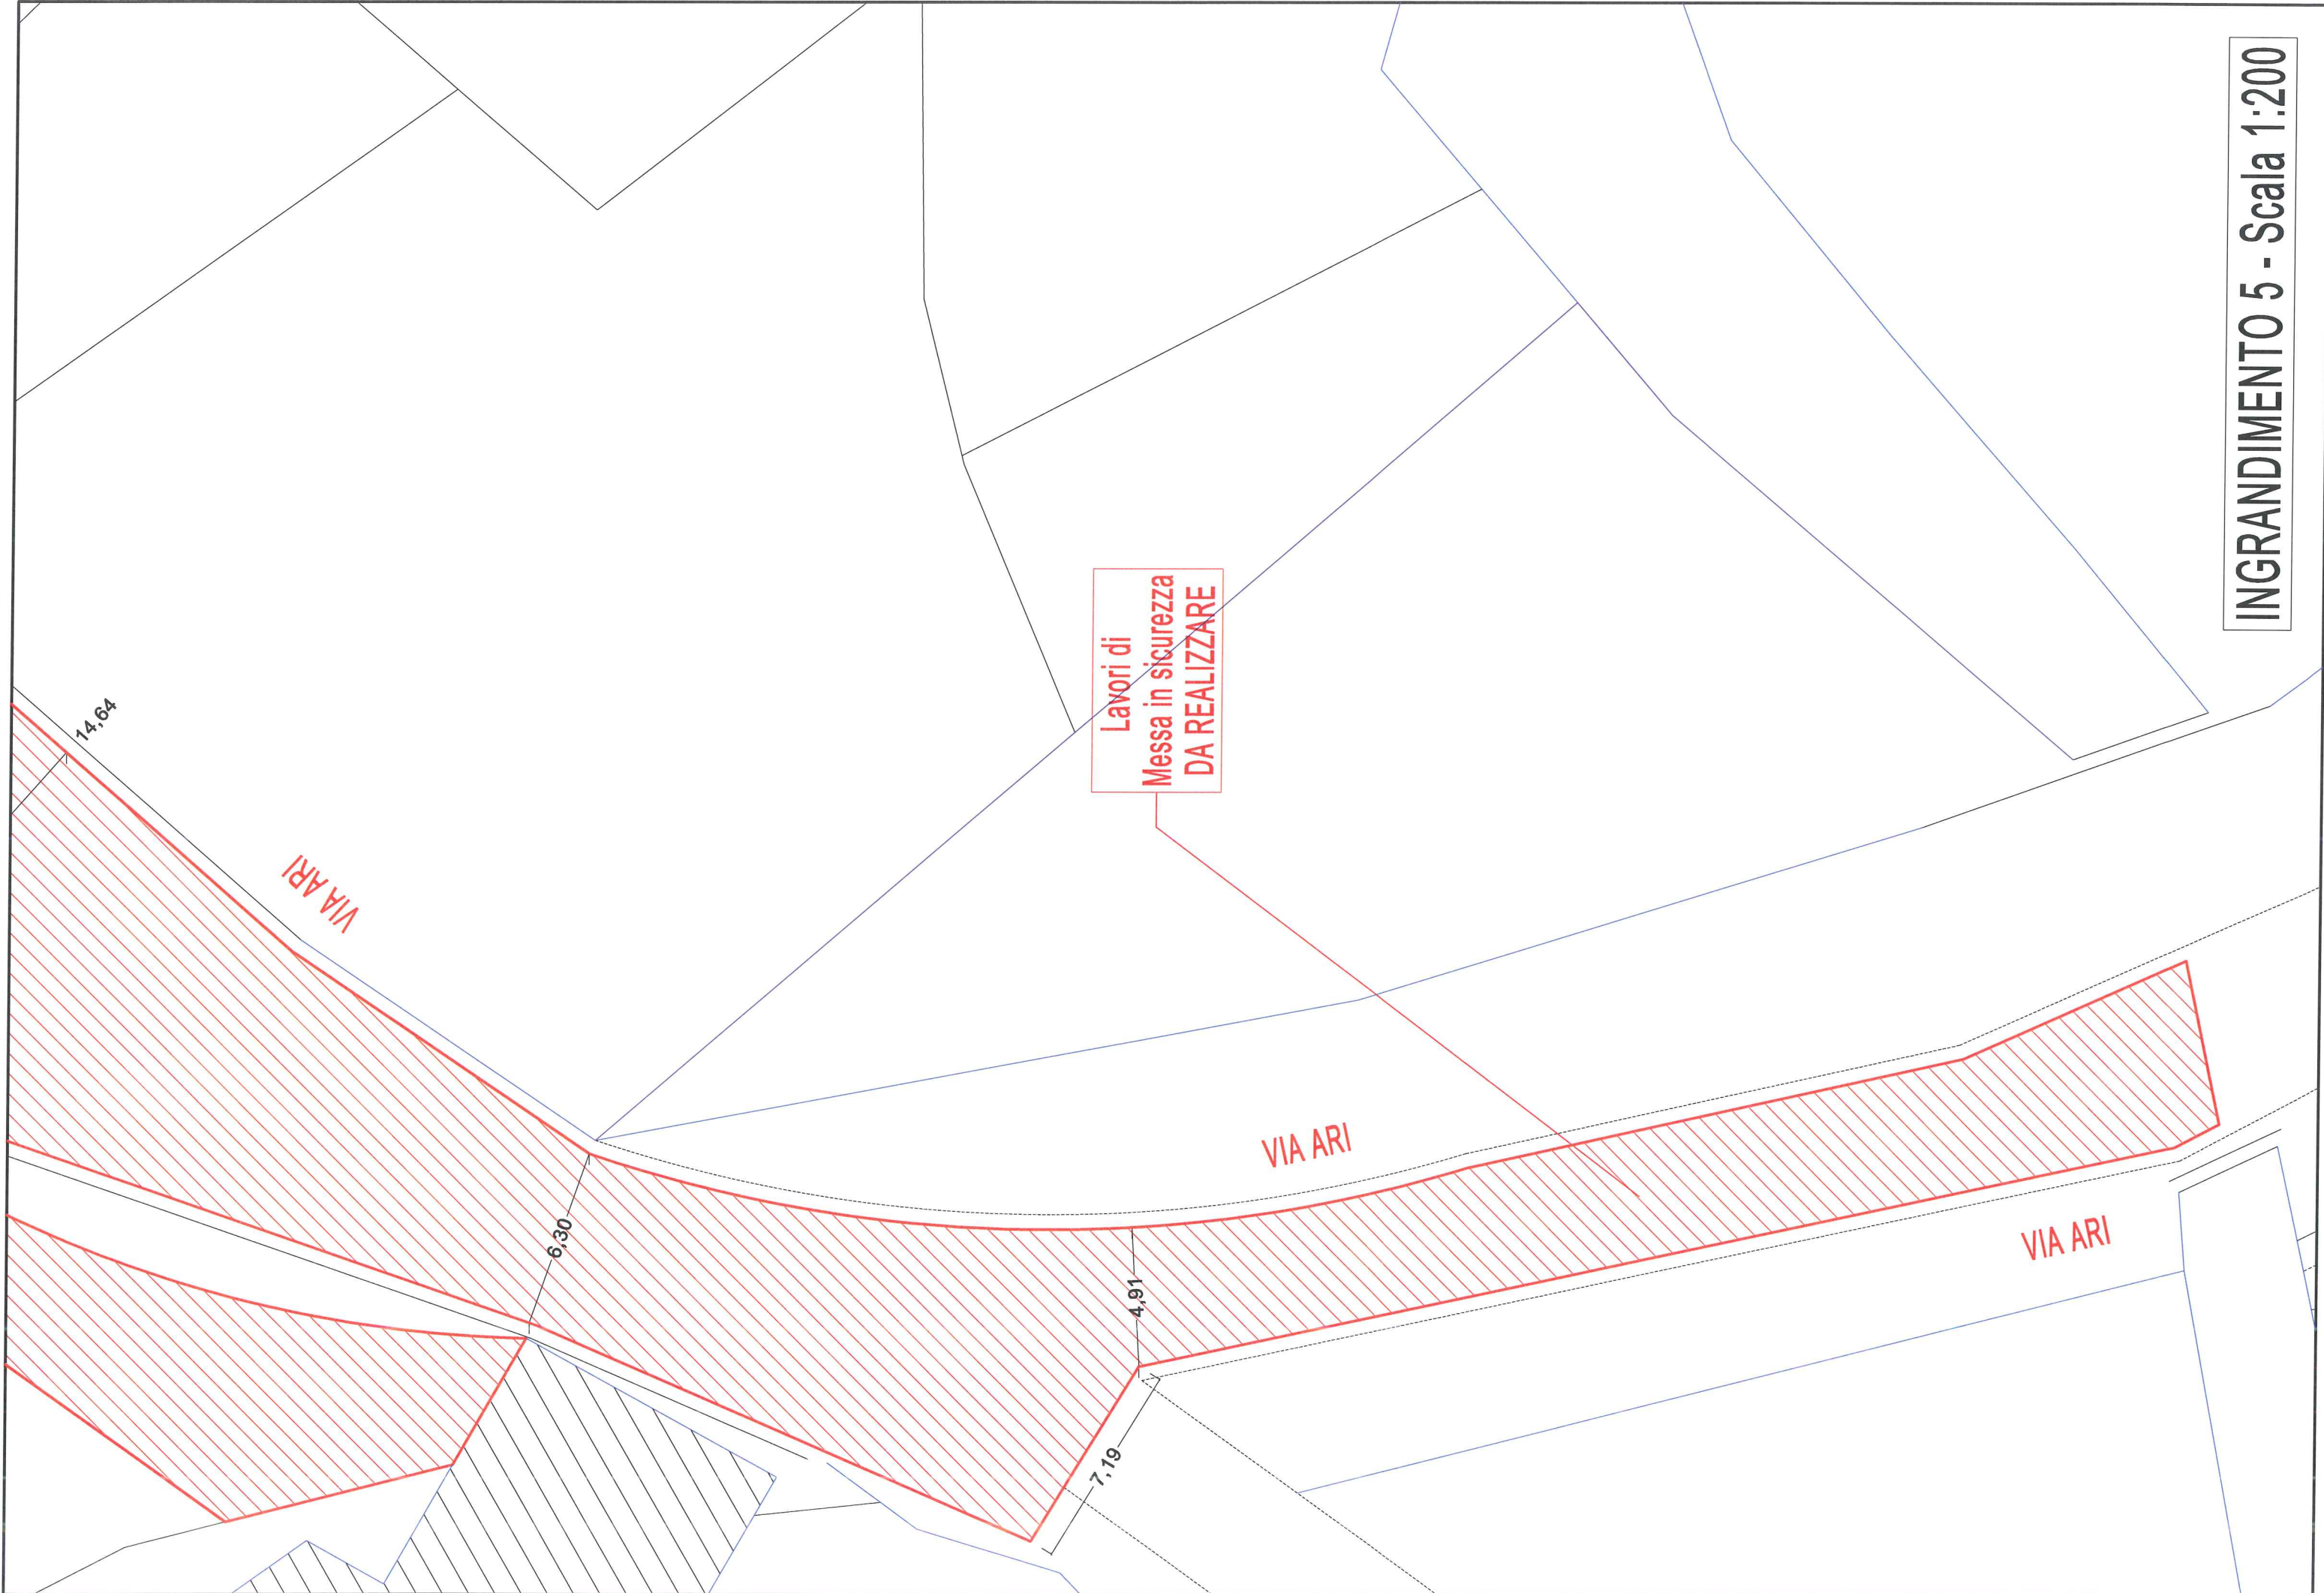 INGRANDIMENTO 5 - Scala 1:200
14,64
VIA ARI
Lavori di
Messa in sicurezza
DA REALIZZARE
6,30
VIA ARI
4,91
VIA ARI
7,19